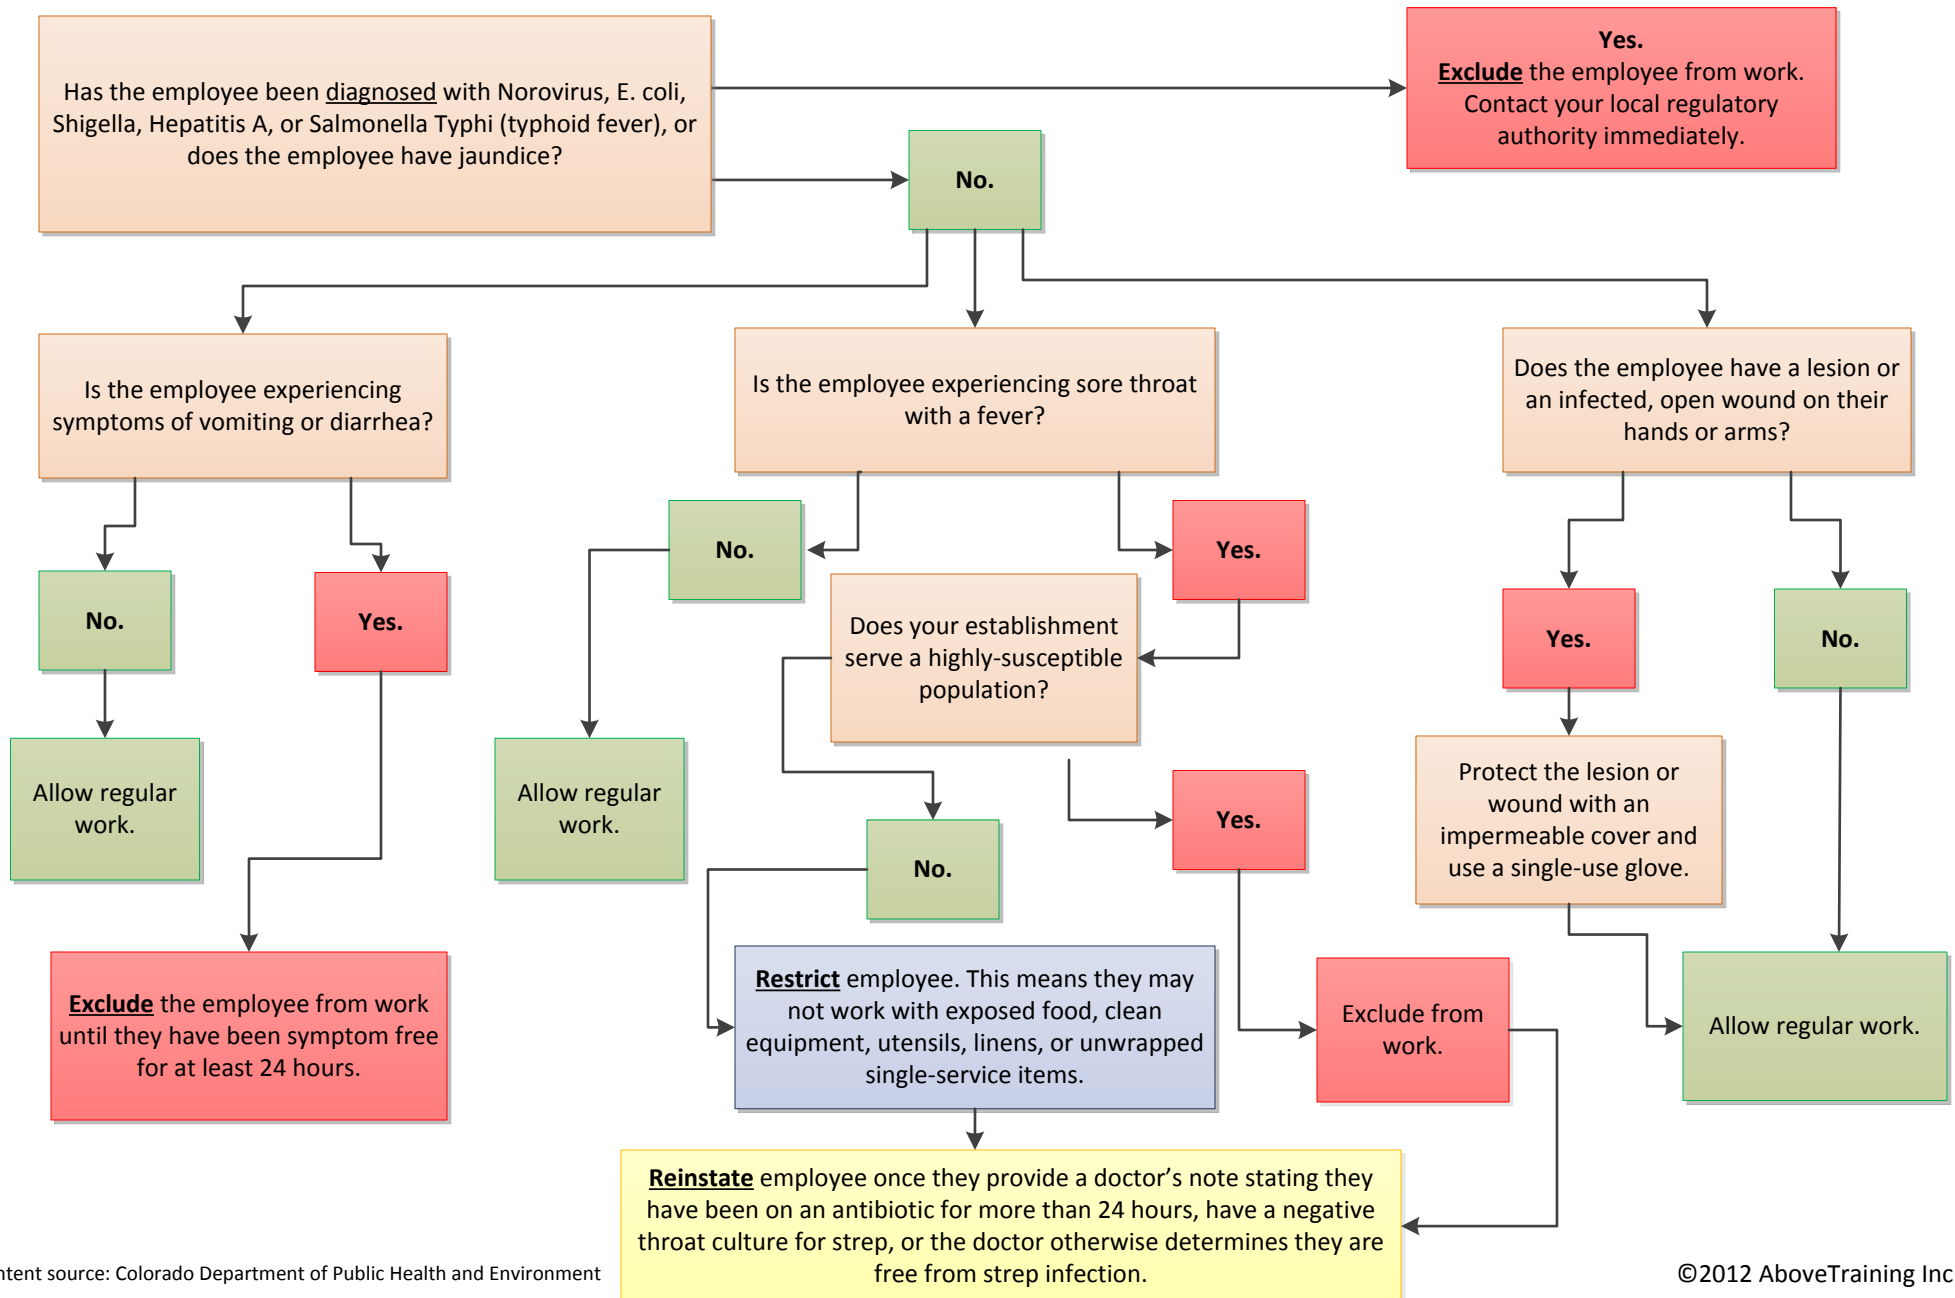 Has the employee been diagnosed with Norovirus, E. coli,
Shigella, Hepatitis A, or Salmonella Typhi (typhoid fever), or
does the employee have jaundice?
Yes.
Exclude the employee from work.
Contact your local regulatory
authority immediately.
No.
Is the employee experiencing
symptoms of vomiting or diarrhea?
Is the employee experiencing sore throat
with a fever?
Does the employee have a lesion or
an infected, open wound on their
hands or arms?
No.
Yes.
No.
Yes.
Yes.
No.
Does your establishment
serve a highly-susceptible
population?
Allow regular
work.
Allow regular
work.
No.
Yes.
Protect the lesion or
wound with an
impermeable cover and
use a single-use glove.
Exclude the employee from work
until they have been symptom free
for at least 24 hours.
Restrict employee. This means they may
not work with exposed food, clean
equipment, utensils, linens, or unwrapped
single-service items.
Exclude from
work.
Allow regular work.
Reinstate employee once they provide a doctor’s note stating they
have been on an antibiotic for more than 24 hours, have a negative
throat culture for strep, or the doctor otherwise determines they are
free from strep infection.
ntent source: Colorado Department of Public Health and Environment
©2012 AboveTraining Inc